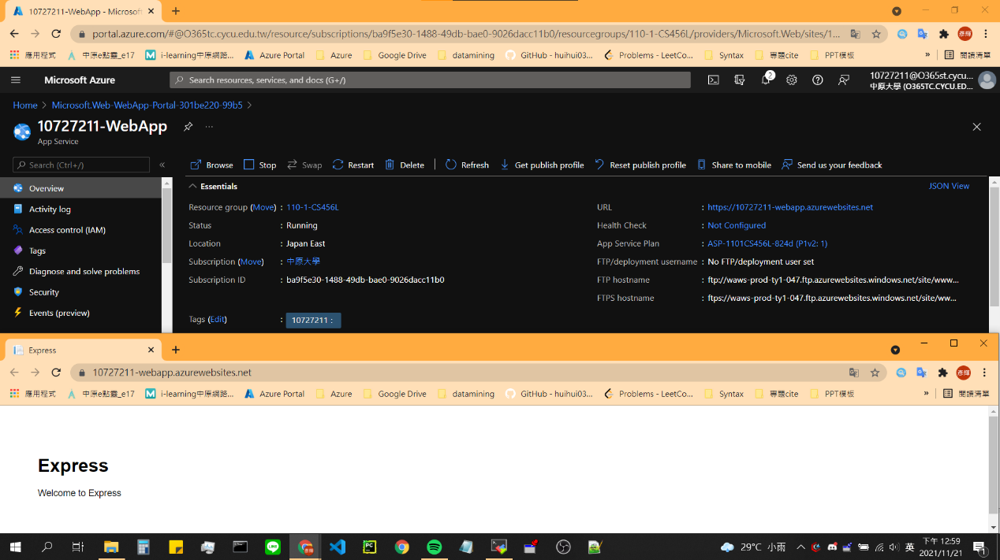 10727211-WebApp - Microsoft
portal.azure.com/#@O365tc.cycu.edu.tw/resource/subscriptions/ba9f5e30-1488-49db-bae0-9026dacc11b0/resourcegroups/110-1-CS456L/providers/Microsoft.Web/sites/1... 彥輝
應用程式 中原e點靈_e17 i-learning中原網路... Azure Portal Azure Google Drive datamining GitHub - huihui03... Problems - LeetCo... Syntax 專題cite PPT模板 » 閱讀清單
Microsoft Azure Search resources, services, and docs (G+/) 2 10727211@O365st.cycu...
中原大學 (O365TC.CYCU.ED...
Home > Microsoft.Web-WebApp-Portal-301be220-99b5 >
10727211-WebApp ...
App Service
Search (Ctrl+/) « Browse Stop Swap Restart Delete Refresh Get publish profile Reset publish profile Share to mobile Send us your feedback
Overview
Activity log
Access control (IAM)
Tags
Diagnose and solve problems
Security
Events (preview)
Essentials JSON View
Resource group (Move) : 110-1-CS456L
Status : Running
Location : Japan East
Subscription (Move) : 中原大學
Subscription ID : ba9f5e30-1488-49db-bae0-9026dacc11b0
Tags (Edit) : 10727211 :
URL : https://10727211-webapp.azurewebsites.net
Health Check : Not Configured
App Service Plan : ASP-1101CS456L-824d (P1v2: 1)
FTP/deployment username : No FTP/deployment user set
FTP hostname : ftp://waws-prod-ty1-047.ftp.azurewebsites.windows.net/site/www...
FTPS hostname : ftps://waws-prod-ty1-047.ftp.azurewebsites.windows.net/site/ww...
Express
10727211-webapp.azurewebsites.net 彥輝
應用程式 中原e點靈_e17 i-learning中原網路... Azure Portal Azure Google Drive datamining GitHub - huihui03... Problems - LeetCo... Syntax 專題cite PPT模板 » 閱讀清單
Express
Welcome to Express
LINE PC 29°C 小雨 英 下午 12:59
2021/11/21 1